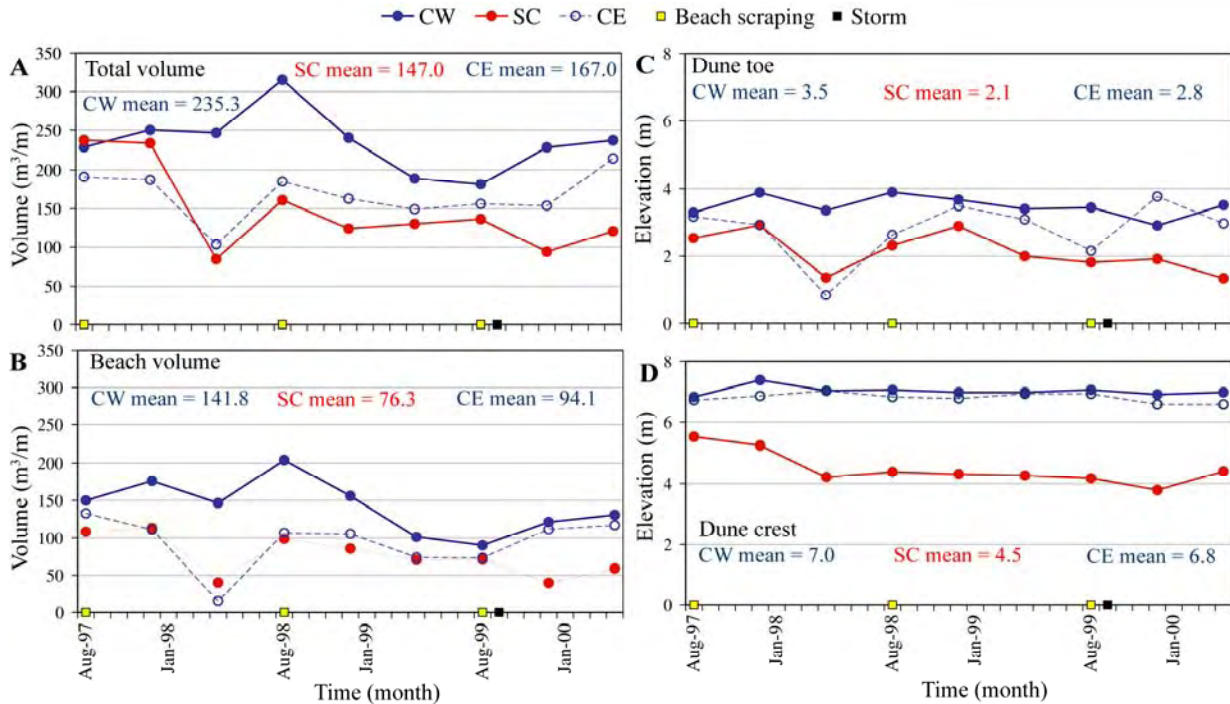 CW SC CE Beach scraping Storm
A
Total volume
SC mean = 147.0
CE mean = 167.0
CW mean = 235.3
Volume (m³/m)
350
300
250
200
150
100
50
0
B
Beach volume
CW mean = 141.8
SC mean = 76.3
CE mean = 94.1
Volume (m³/m)
350
300
250
200
150
100
50
0
Aug-97
Jan-98
Aug-98
Jan-99
Aug-99
Jan-00
Time (month)
C
Dune toe
CW mean = 3.5
SC mean = 2.1
CE mean = 2.8
Elevation (m)
8
6
4
2
0
D
Dune crest
CW mean = 7.0
SC mean = 4.5
CE mean = 6.8
Elevation (m)
8
6
4
2
0
Aug-97
Jan-98
Aug-98
Jan-99
Aug-99
Jan-00
Time (month)